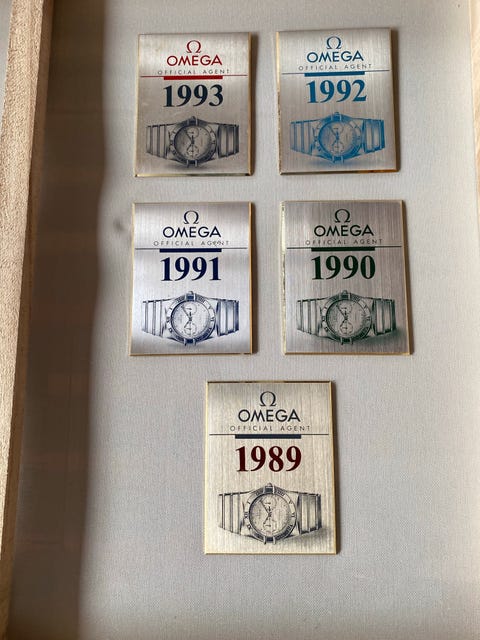 Ω
OMEGA
OFFICIAL AGENT
1993
Ω
OMEGA
OFFICIAL AGENT
1992
Ω
OMEGA
OFFICIAL AGENT
1991
Ω
OMEGA
OFFICIAL AGENT
1990
Ω
OMEGA
OFFICIAL AGENT
1989